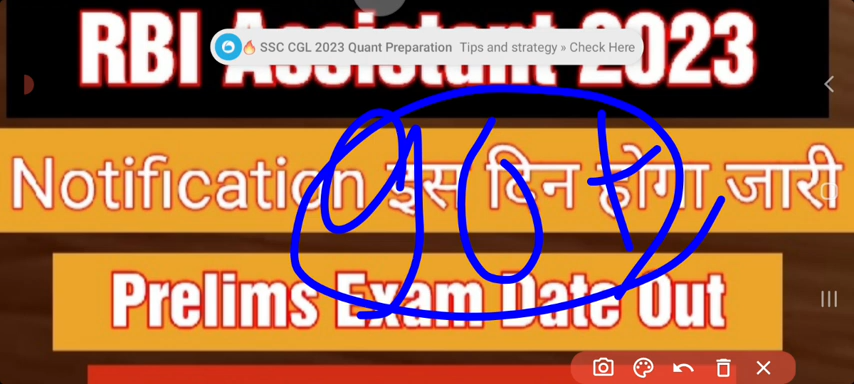 RBI Assistant 2023
🔥 SSC CGL 2023 Quant Preparation Tips and strategy » Check Here
Notification इस दिन होगा जारी
Prelims Exam Date Out